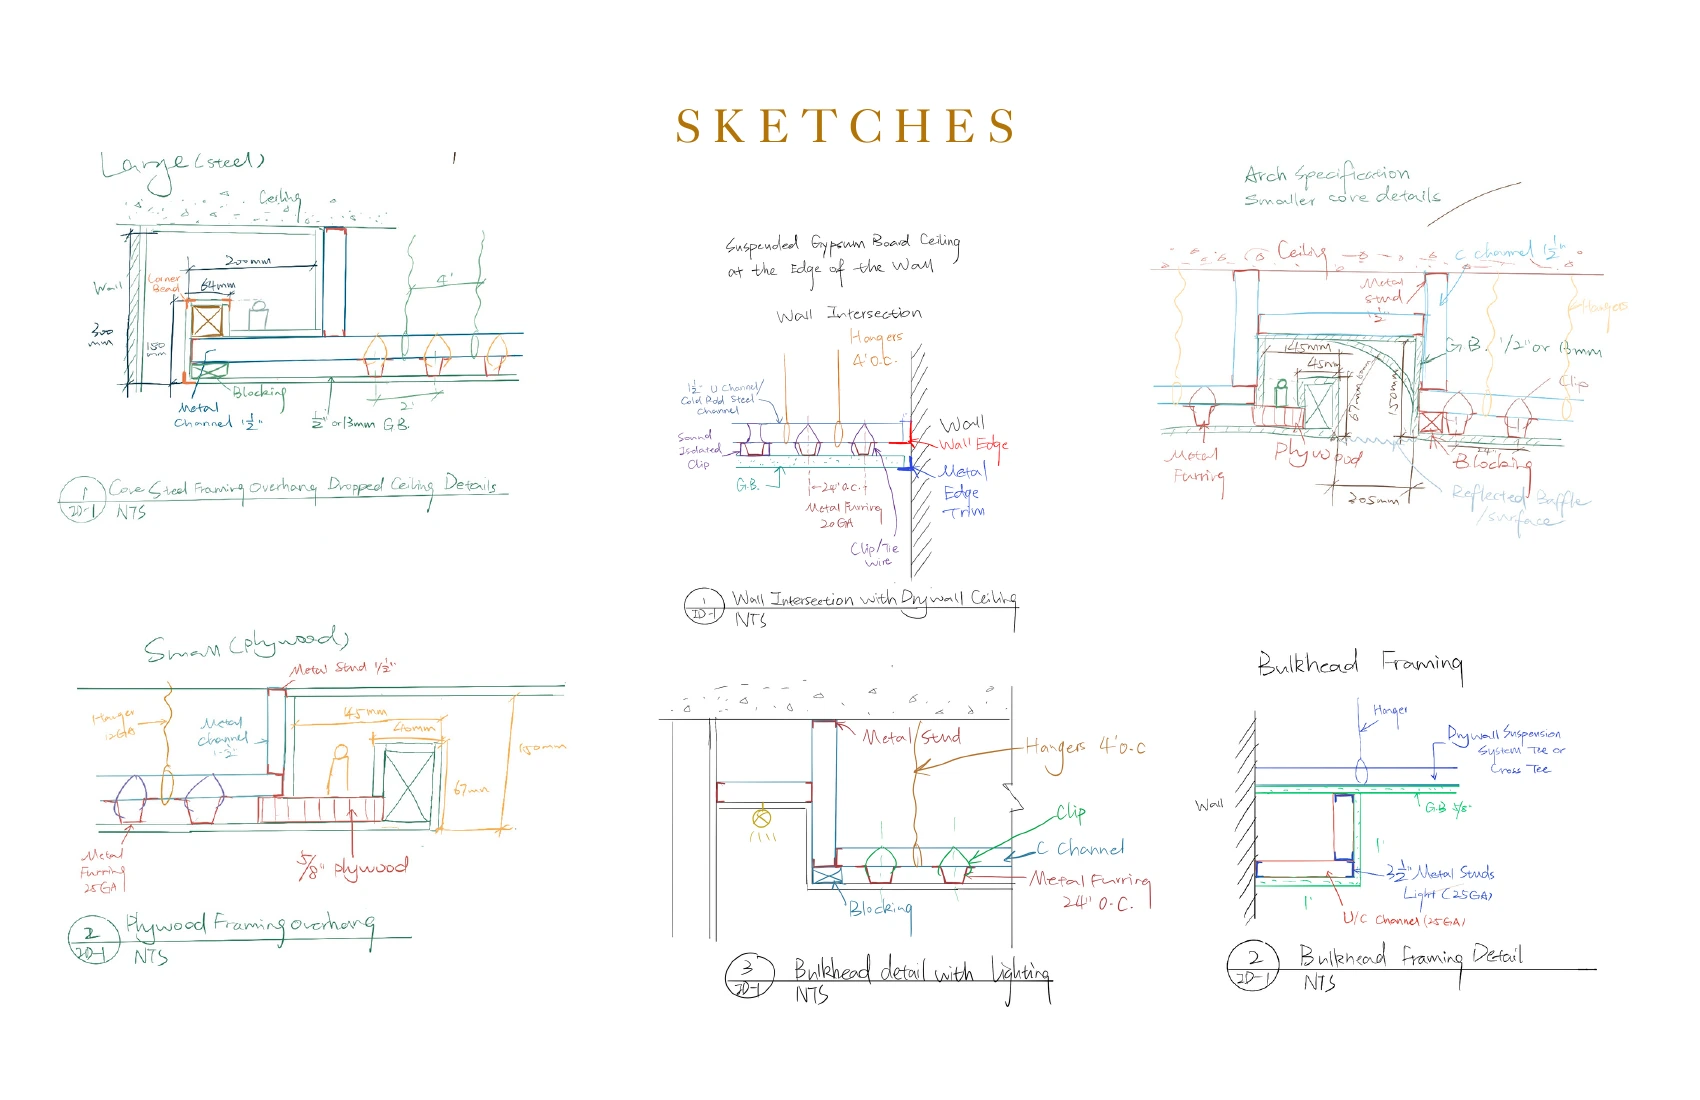 SKETCHES
Large (steel)
Ceiling
200mm
Corner
Bead
64mm
Wall
300
mm
150
mm
4'
Blocking
2'
Metal
Channel 1½"
½" or 13mm G.B.
1
ID-1
Cove Steel Framing Overhang Dropped Ceiling Details
NTS
Small (plywood)
Metal Stud 1½"
Hanger
12GA
Metal
channel
1-½"
45mm
40mm
150mm
67mm
Metal
Furring
25GA
5/8" plywood
2
ID-1
Plywood Framing overhang
NTS
Suspended Gypsum Board Ceiling
at the Edge of the Wall
Wall Intersection
Hangers
4' O.C.
1½" U Channel/
Cold Rold Steel
Channel
Sound
Isolated
Clip
G.B.
24" O.C.
Metal Furring
20GA
Clip/Tie
wire
Wall
Wall Edge
Metal
Edge
Trim
1
ID-1
Wall Intersection with Drywall Ceiling
NTS
Metal Stud
Hangers 4' O.C
Clip
C Channel
Metal Furring
24" O.C.
Blocking
3
ID-1
Bulkhead detail with lighting
NTS
Arch Specification
Smaller cove details
Ceiling
C channel 1½"
Metal
stud
½"
Hangers
145mm
45mm
67mm
150mm
G.B. 1/2" or 13mm
Clip
Metal
Furring
Plywood
Blocking
305mm
Reflected Baffle
/surface
Bulkhead Framing
Hanger
Drywall Suspension
System Tee or
Cross Tee
Wall
G.B 5/8"
1'
3½" Metal Studs
Light (25GA)
1'
U/C Channel (25GA)
2
ID-1
Bulkhead Framing Detail
NTS